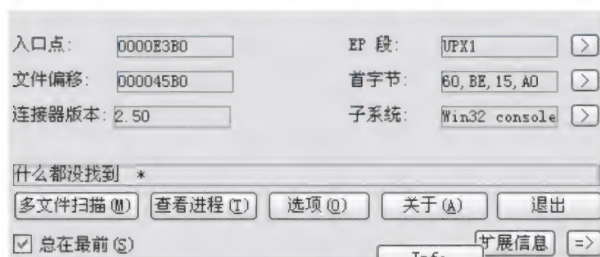 入口点: 0000E3B0 EP 段: UPX1 >
文件偏移: 000045B0 首字节: 60,BE,15,A0 >
连接器版本: 2.50 子系统: Win32 console >
什么都没找到 *
多文件扫描(M) 查看进程(T) 选项(O) 关于(A) 退出
总在最前(S) 扩展信息 =>